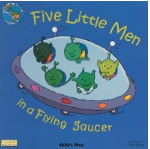 Five Little Men
in a Flying Saucer
Child's Play